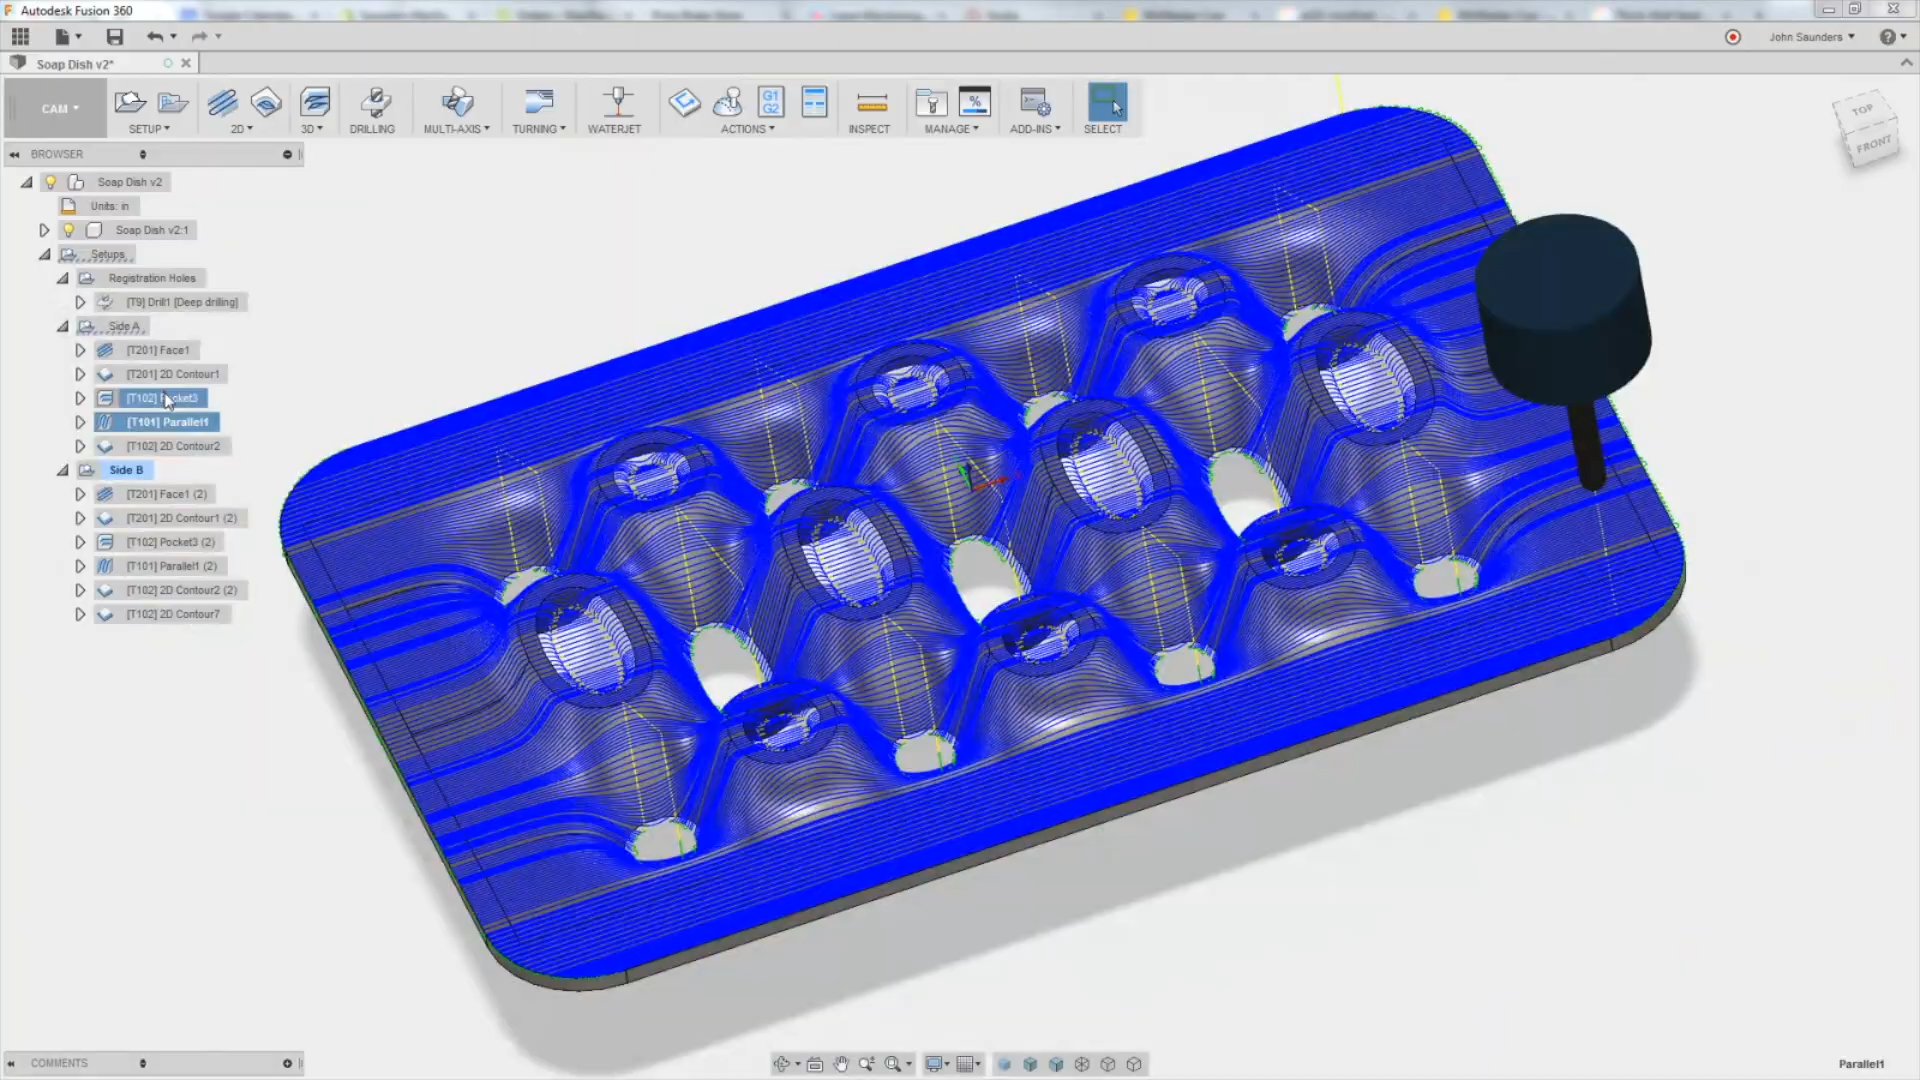 Autodesk Fusion 360
John Saunders
Soap Dish v2*
CAM
SETUP
2D
3D
DRILLING
MULTI-AXIS
TURNING
WATERJET
G1
G2
ACTIONS
INSPECT
%
MANAGE
ADD-INS
SELECT
TOP
FRONT
BROWSER
Soap Dish v2
Units: in
Soap Dish v2:1
Setups
Registration Holes
[T9] Drill1 [Deep drilling]
Side A
[T201] Face1
[T201] 2D Contour1
[T102] Pocket3
[T101] Parallel1
[T102] 2D Contour2
Side B
[T201] Face1 (2)
[T201] 2D Contour1 (2)
[T102] Pocket3 (2)
[T101] Parallel1 (2)
[T102] 2D Contour2 (2)
[T102] 2D Contour7
COMMENTS
Parallel1